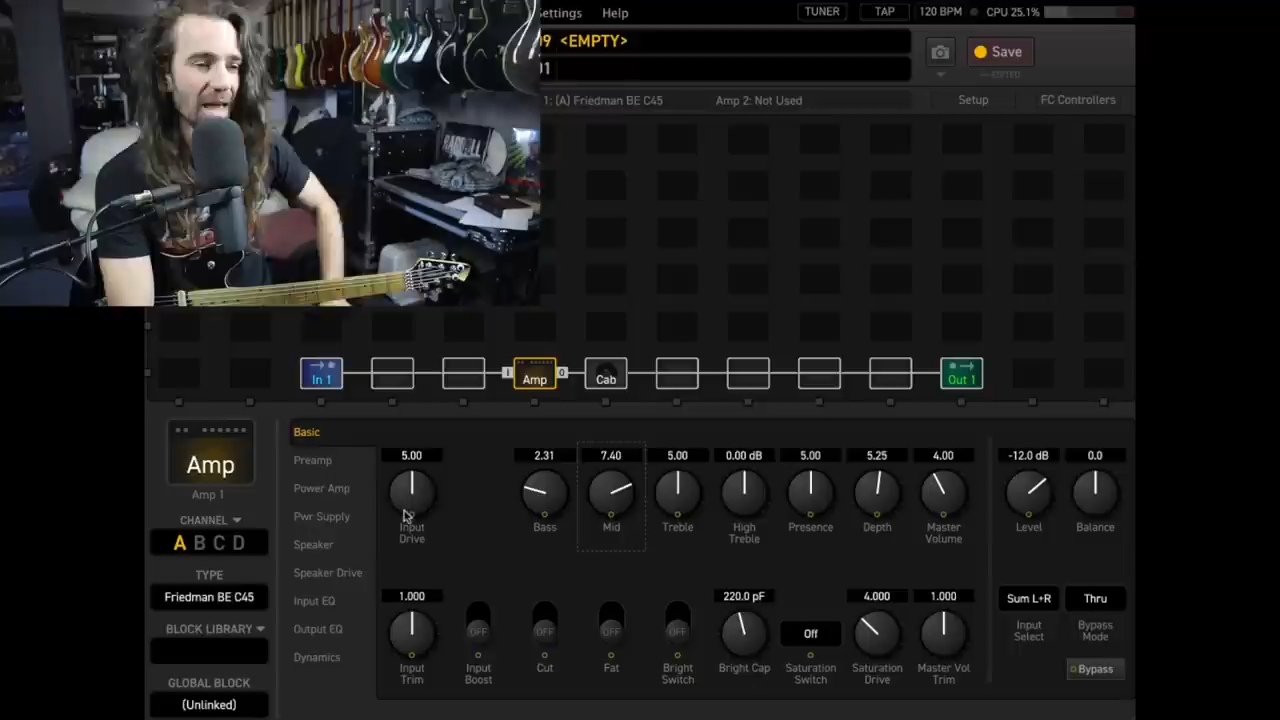 ettings Help TUNER TAP 120 BPM CPU 25.1%
09 <EMPTY>
Save
EDITED
01
1: (A) Friedman BE C45 Amp 2: Not Used Setup FC Controllers
In 1 I Amp O Cab Out 1
Amp
Amp 1
CHANNEL
A B C D
TYPE
Friedman BE C45
BLOCK LIBRARY
GLOBAL BLOCK
(Unlinked)
Basic
Preamp
Power Amp
Pwr Supply
Speaker
Speaker Drive
Input EQ
Output EQ
Dynamics
5.00 2.31 7.40 5.00 0.00 dB 5.00 5.25 4.00 -12.0 dB 0.0
Input Drive Bass Mid Treble High Treble Presence Depth Master Volume Level Balance
1.000 220.0 pF 4.000 1.000 Sum L+R Thru
OFF OFF OFF OFF Off
Input Trim Input Boost Cut Fat Bright Switch Bright Cap Saturation Switch Saturation Drive Master Vol Trim Input Select Bypass Mode
Bypass